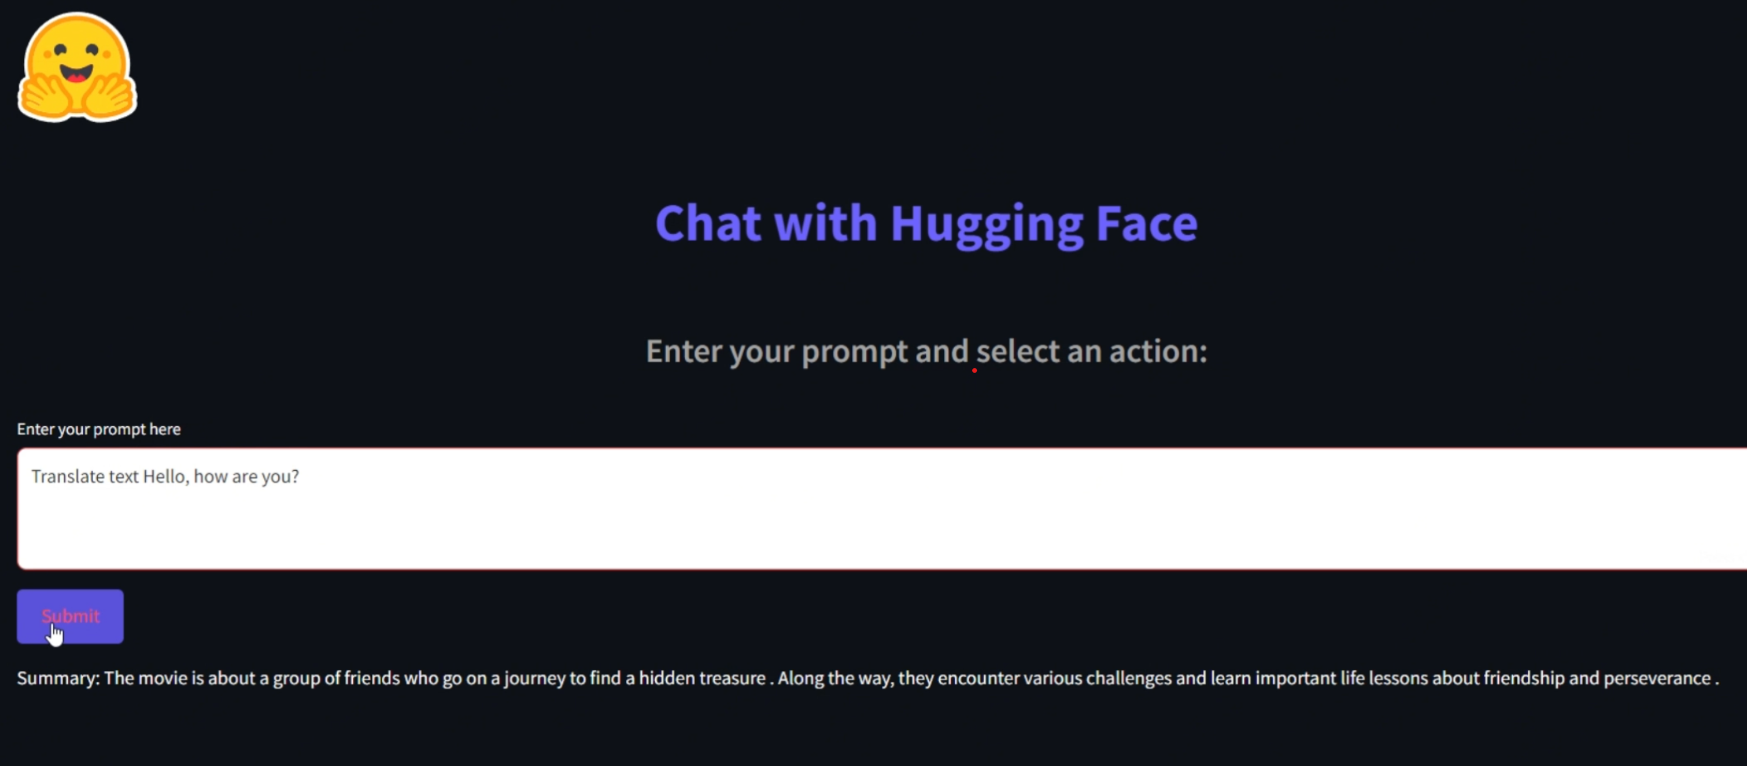 Chat with Hugging Face
Enter your prompt and select an action:
Enter your prompt here
Translate text Hello, how are you?
Submit
Summary: The movie is about a group of friends who go on a journey to find a hidden treasure . Along the way, they encounter various challenges and learn important life lessons about friendship and perseverance .